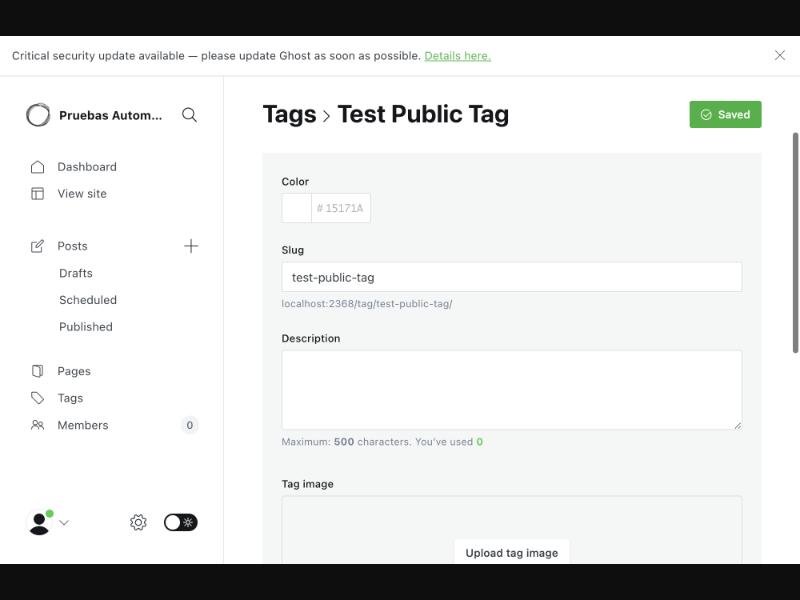 Critical security update available — please update Ghost as soon as possible. Details here.
Pruebas Autom...
Dashboard
View site
Posts
Drafts
Scheduled
Published
Pages
Tags
Members
0
Tags > Test Public Tag
Saved
Color
# 15171A
Slug
test-public-tag
localhost:2368/tag/test-public-tag/
Description
Maximum: 500 characters. You've used 0
Tag image
Upload tag image